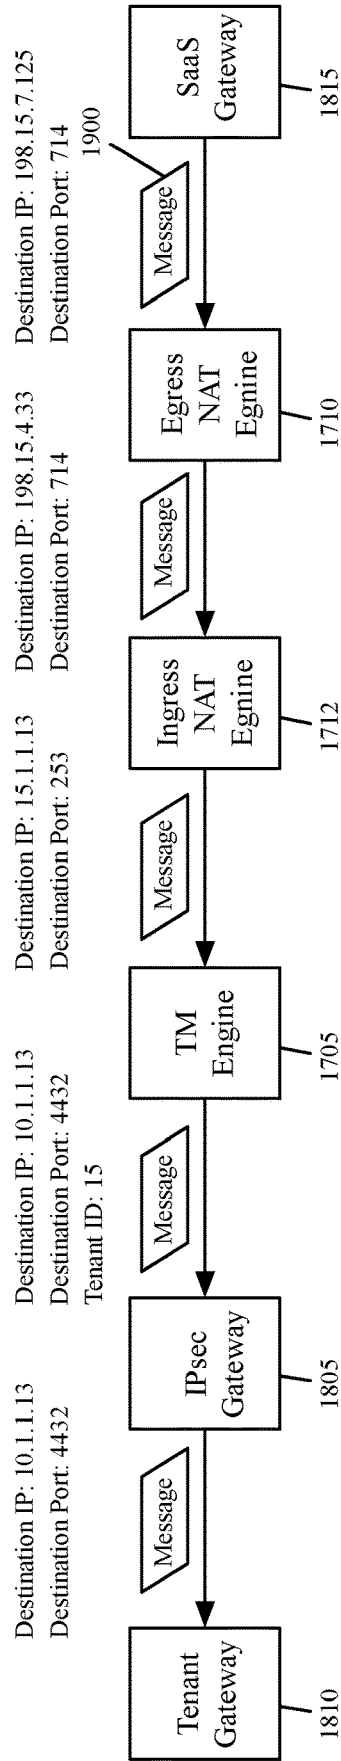 Destination IP: 10.1.1.13
Destination Port: 4432
Destination IP: 10.1.1.13
Destination Port: 4432
Tenant ID: 15
Destination IP: 15.1.1.13
Destination Port: 253
Destination IP: 198.15.4.33
Destination Port: 714
Destination IP: 198.15.7.125
Destination Port: 714
1900
Message
Message
Message
Message
Message
Tenant
Gateway
IPsec
Gateway
TM
Engine
Ingress
NAT
Egnine
Egress
NAT
Egnine
SaaS
Gateway
1810
1805
1705
1712
1710
1815